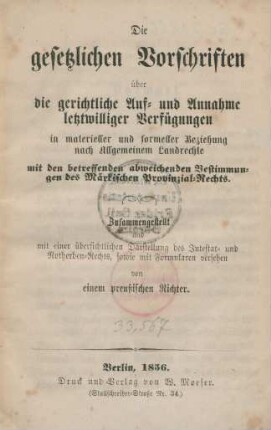 Die
gesetzlichen Vorschriften
über
die gerichtliche Auf- und Annahme
letztwilliger Verfügungen
in materieller und formeller Beziehung
nach Allgemeinem Landrechte
mit den betreffenden abweichenden Bestimmun-
gen des Märkischen Provinzial-Rechts.
Zusammengestellt
und
mit einer übersichtlichen Darstellung des Intestat- und
Notherben-Rechts, sowie mit Formularen versehen
von
einem preußischen Richter.
33,567
Berlin, 1856.
Druck und Verlag von W. Moeser.
(Stallschreiber-Straße Nr. 34.)